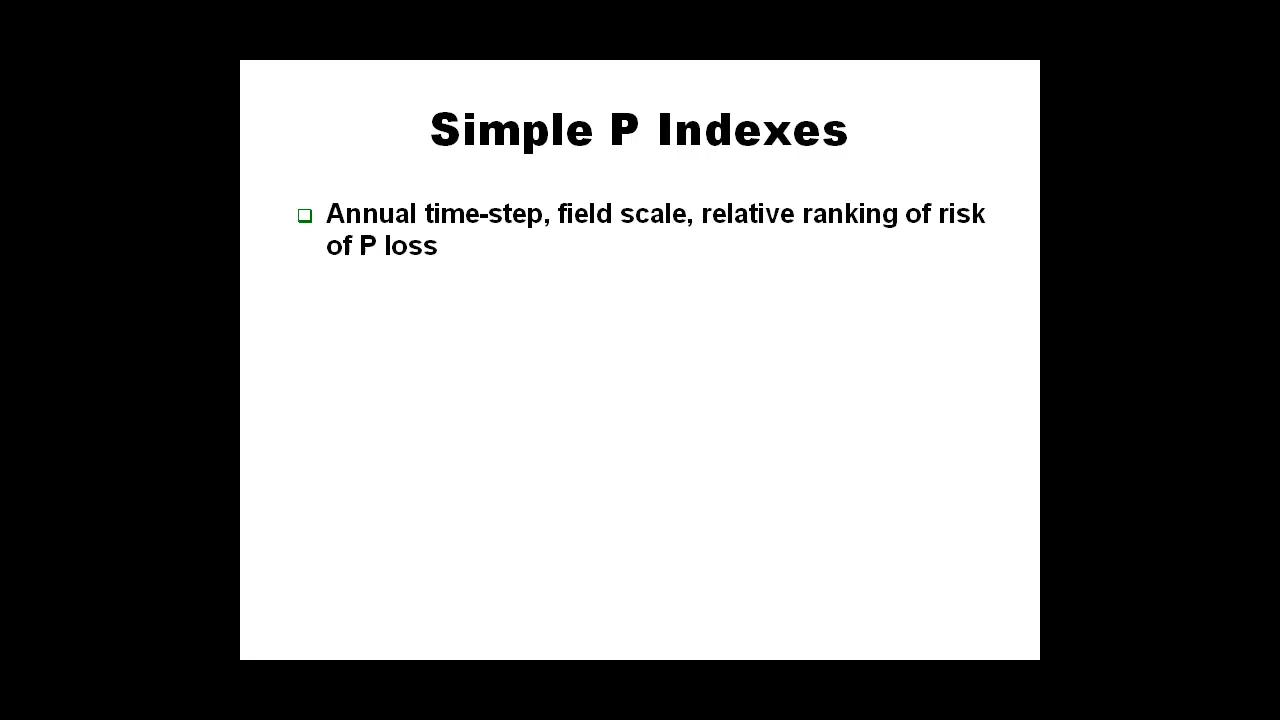 Simple P Indexes
Annual time-step, field scale, relative ranking of risk
of P loss